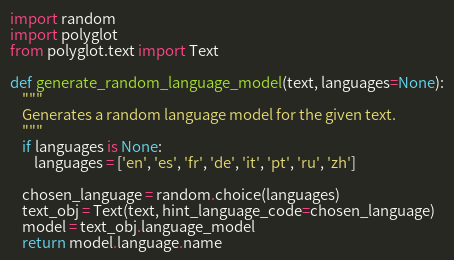 import random
import polyglot
from polyglot.text import Text

def generate_random_language_model(text, languages=None):
    """
    Generates a random language model for the given text.
    """
    if languages is None:
        languages = ['en', 'es', 'fr', 'de', 'it', 'pt', 'ru', 'zh']

    chosen_language = random.choice(languages)
    text_obj = Text(text, hint_language_code=chosen_language)
    model = text_obj.language_model
    return model.language.name